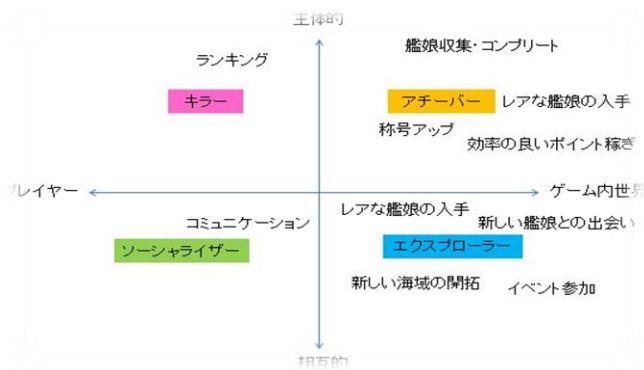 主体的
艦娘収集・コンプリート
ランキング
キラー
アチーバー
レアな艦娘の入手
称号アップ
効率の良いポイント稼ぎ
プレイヤー
ゲーム内世界
レアな艦娘の入手
コミュニケーション
新しい艦娘との出会い
ソーシャライザー
エクスプローラー
新しい海域の開拓
イベント参加
相互的